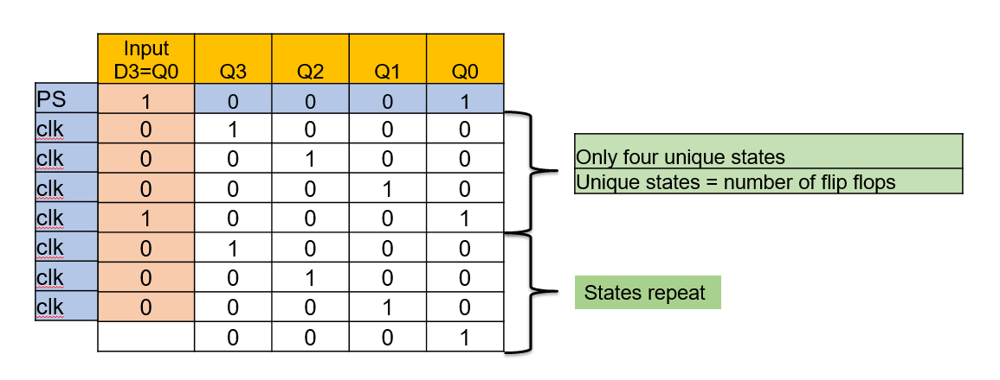 Input
D3=Q0 Q3 Q2 Q1 Q0
PS 1 0 0 0 1
clk 0 1 0 0 0
clk 0 0 1 0 0
clk 0 0 0 1 0
clk 1 0 0 0 1
clk 0 1 0 0 0
clk 0 0 1 0 0
clk 0 0 0 1 0
0 0 0 1
Only four unique states
Unique states = number of flip flops
States repeat